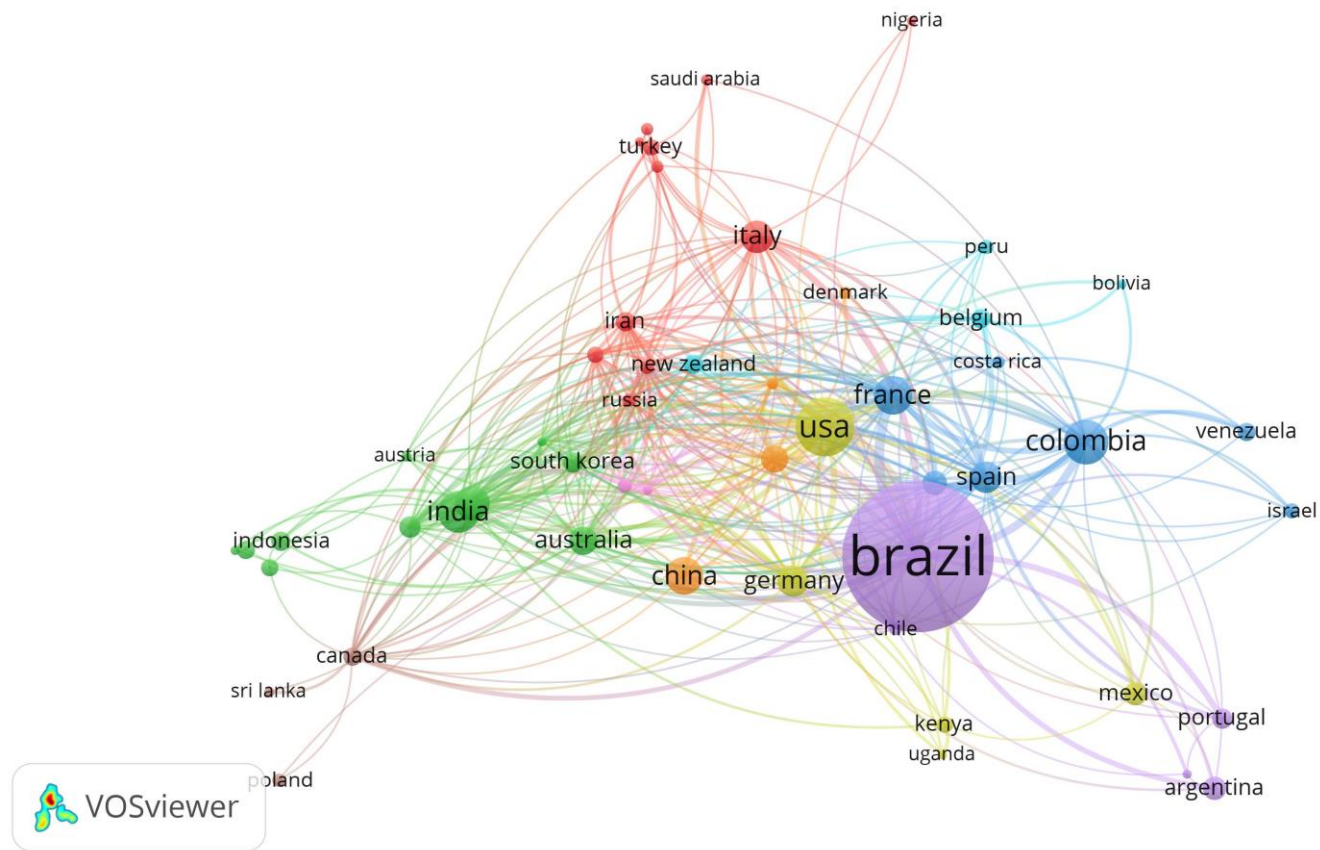 nigeria
saudi arabia
turkey
italy
peru
bolivia
denmark
belgium
iran
new zealand
costa rica
france
russia
usa
colombia
venezuela
austria
south korea
spain
india
israel
indonesia
australia
brazil
china
germany
chile
canada
sri lanka
mexico
portugal
kenya
uganda
poland
argentina
VOSviewer